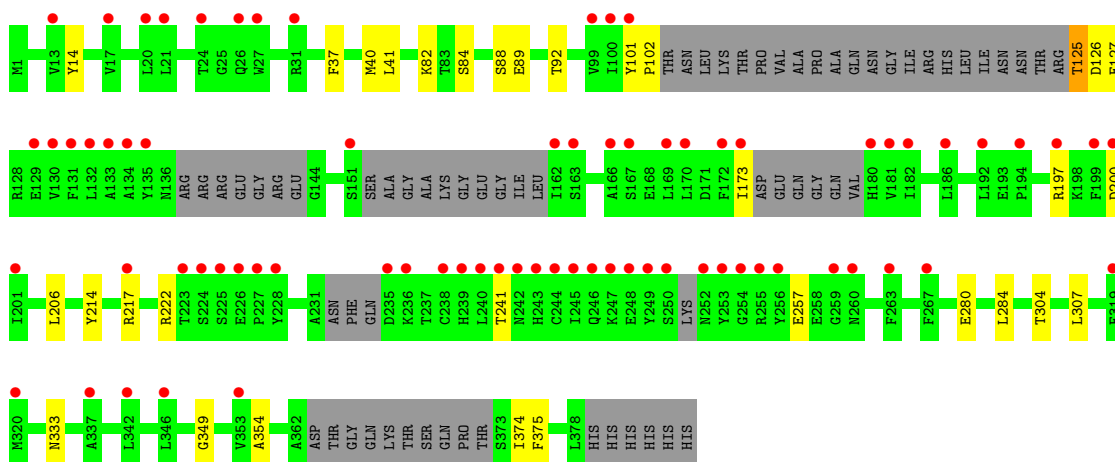 M1 V13 Y14 V17 L20 L21 T24 G25 Q26 W27 R31 F37 M40 L41 K82 T83 S84 S88 E89 T92 V99 I100 Y101 P102 THR ASN LEU LYS THR PRO VAL ALA PRO ALA GLN ASN GLY ILE ARG HIS LEU ILE ASN ASN THR ARG T125 D126
R128 E129 V130 F131 L132 A133 A134 Y135 N136 ARG ARG ARG GLU GLY ARG GLU G144 S151 SER ALA GLY ALA LYS GLY GLU GLY ILE LEU I162 S163 A166 S167 E168 L169 L170 D171 F172 I173 ASP GLU GLN GLY GLN VAL H180 V181 I182 L186 L192 E193 P194 R197 K198 F199
I201 L206 Y214 R217 R222 T223 S224 S225 E226 P227 Y228 A231 ASN PHE GLN D235 K236 T237 C238 H239 L240 T241 N242 H243 C244 I245 Q246 K247 E248 Y249 S250 LYS N252 Y253 G254 R255 Y256 E257 E258 G259 N260 F263 F267 E280 L284 T304 L307
M320 N333 A337 L342 L346 G349 V353 A354 A362 ASP THR GLY GLN LYS THR SER GLN PRO THR S373 I374 F375 L378 HIS HIS HIS HIS HIS HIS